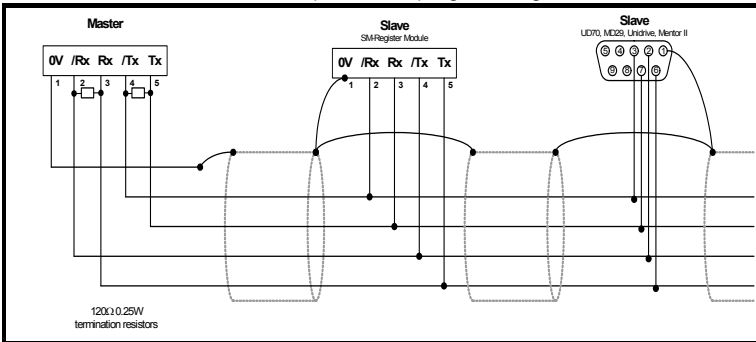 Master
0V /Rx Rx /Tx Tx
1 2 3 4 5
Slave
SM-Register Module
0V /Rx Rx /Tx Tx
1 2 3 4 5
Slave
UD70, MD29, Unidrive, Mentor II
5 4 3 2 1
9 8 7 6
120Ω 0.25W
termination resistors